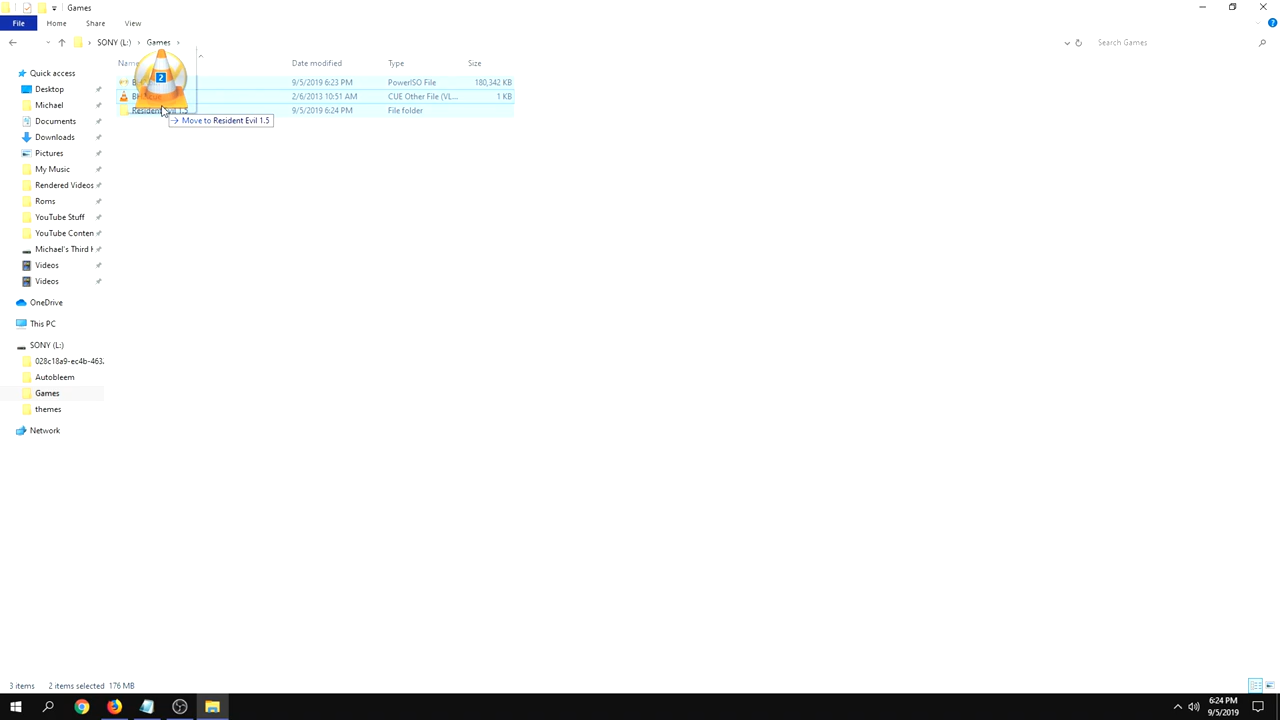 Games
File Home Share View
SONY (L:) Games Search Games
Date modified Type Size
Quick access
Desktop
Michael
Documents
Downloads
Pictures
My Music
Rendered Videos
Roms
YouTube Stuff
YouTube Conten
Michael's Third H
Videos
Videos
OneDrive
This PC
SONY (L:)
028c18a9-ec4b-463.
Autobleem
Games
themes
Network
9/5/2019 6:23 PM PowerISO File 180,342 KB
2/6/2013 10:51 AM CUE Other File (VL... 1 KB
Resident Evil 1.5 9/5/2019 6:24 PM File folder
2
Move to Resident Evil 1.5
3 items 2 items selected 176 MB
6:24 PM
9/5/2019